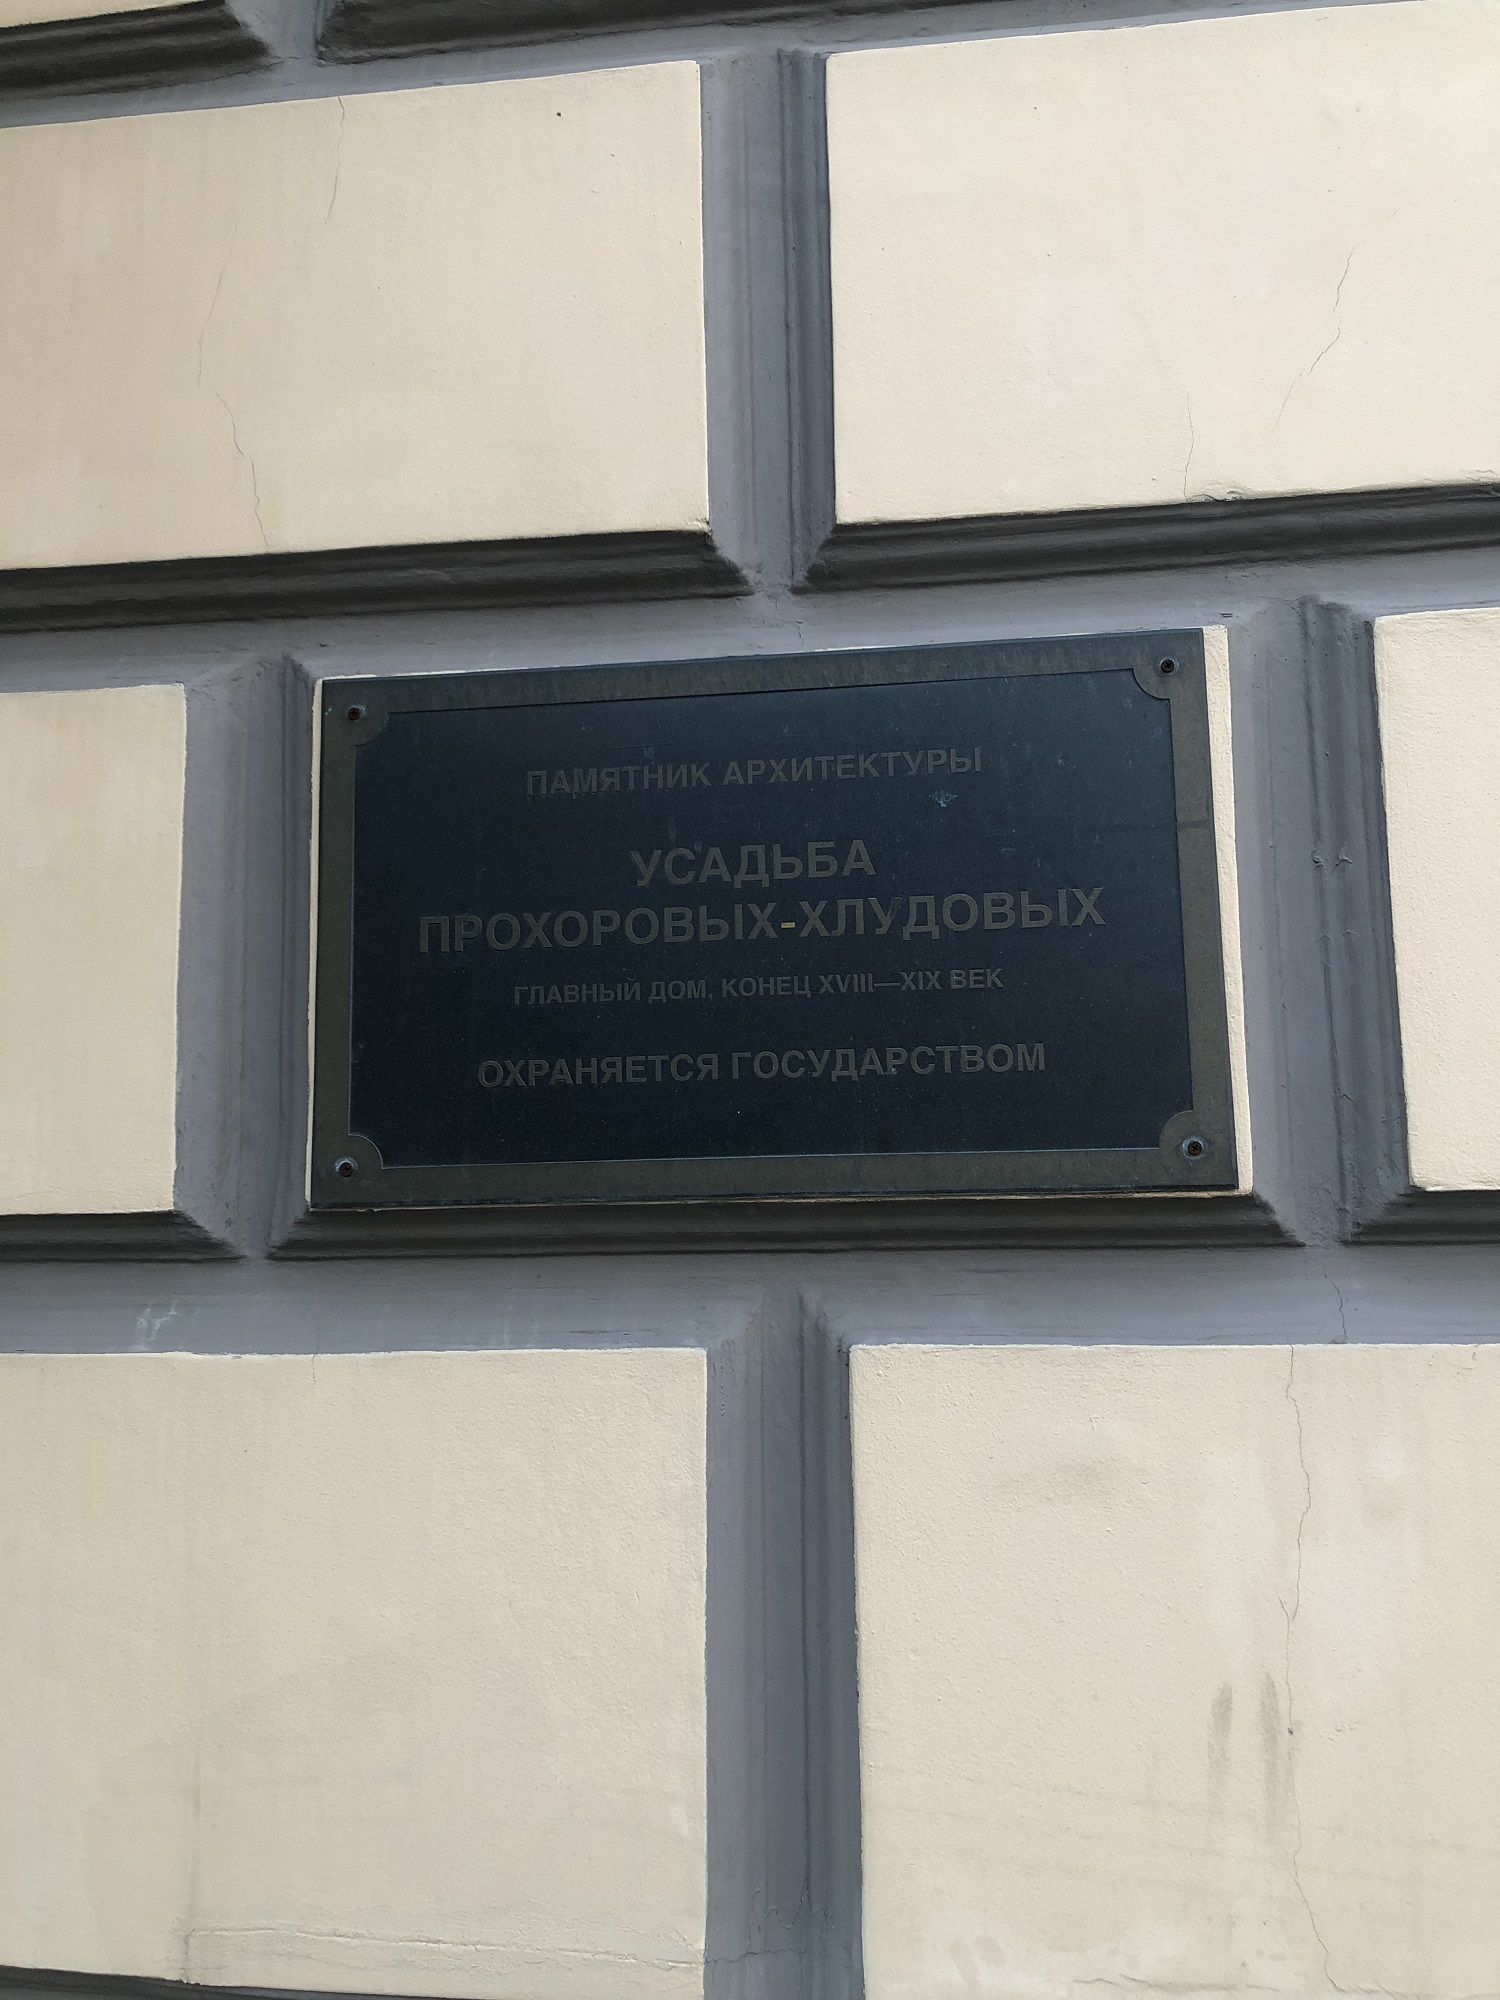 ПАМЯТНИК АРХИТЕКТУРЫ
УСАДЬБА
ПРОХОРОВЫХ-ХЛУДОВЫХ
ГЛАВНЫЙ ДОМ, КОНЕЦ XVIII—XIX ВЕК
ОХРАНЯЕТСЯ ГОСУДАРСТВОМ